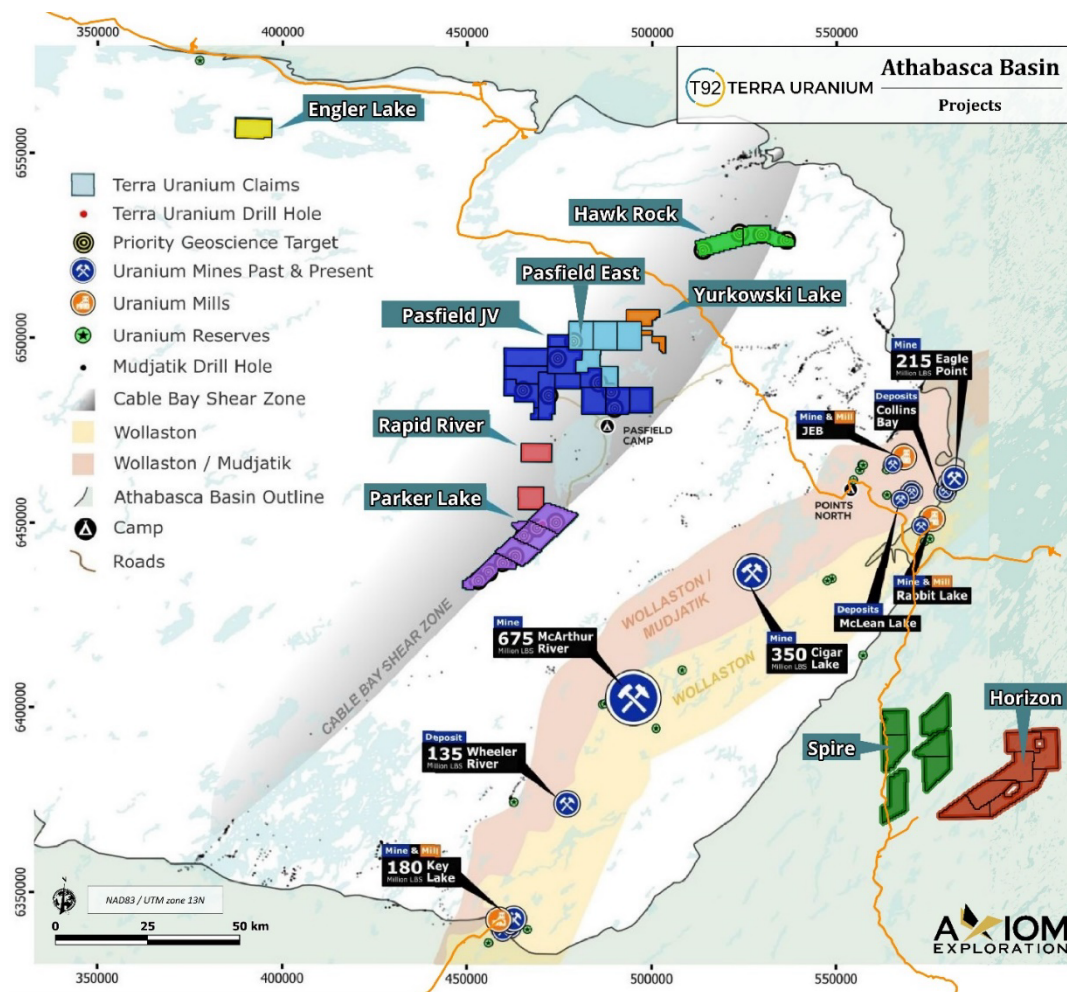 350000 400000 450000 500000 550000
T92 TERRA URANIUM
Athabasca Basin
Projects
Engler Lake
6550000
6500000
6450000
6400000
6350000
Terra Uranium Claims
Terra Uranium Drill Hole
Priority Geoscience Target
Uranium Mines Past & Present
Uranium Mills
Uranium Reserves
Mudjatik Drill Hole
Cable Bay Shear Zone
Wollaston
Wollaston / Mudjatik
Athabasca Basin Outline
Camp
Roads
Hawk Rock
Pasfield East
Yurkowski Lake
Pasfield JV
Rapid River
PASFIELD
CAMP
Parker Lake
Mine
215 Eagle
Million LBS Point
Deposits
Collins
Bay
Mine & Mill
JEB
POINTS
NORTH
Mine & Mill
Rabbit Lake
Deposits
McLean Lake
WOLLASTON /
MUDJATIK
WOLLASTON
CABLE BAY SHEAR ZONE
Mine
675 McArthur
Million LBS River
Mine
350 Cigar
Million LBS Lake
Deposit
135 Wheeler
Million LBS River
Mine & Mill
180 Key
Million LBS Lake
Spire
Horizon
NAD83 / UTM zone 13N
0 25 50 km
AXIOM
EXPLORATION
350000 400000 450000 500000 550000